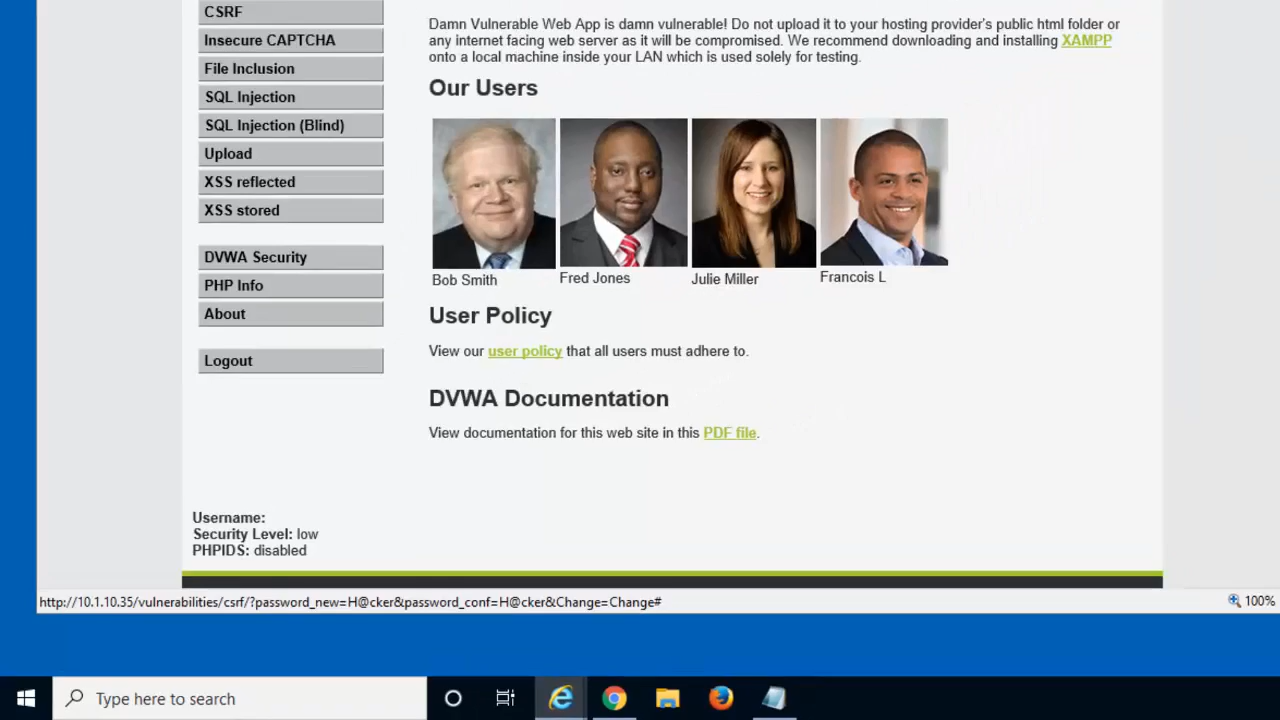 CSRF
Insecure CAPTCHA
File Inclusion
SQL Injection
SQL Injection (Blind)
Upload
XSS reflected
XSS stored
DVWA Security
PHP Info
About
Logout
Damn Vulnerable Web App is damn vulnerable! Do not upload it to your hosting provider's public html folder or
any internet facing web server as it will be compromised. We recommend downloading and installing XAMPP
onto a local machine inside your LAN which is used solely for testing.
Our Users
Bob Smith
Fred Jones
Julie Miller
Francois L
User Policy
View our user policy that all users must adhere to.
DVWA Documentation
View documentation for this web site in this PDF file.
Username:
Security Level: low
PHPIDS: disabled
http://10.1.10.35/vulnerabilities/csrf/?password_new=H@cker&password_conf=H@cker&Change=Change#
100%
Type here to search